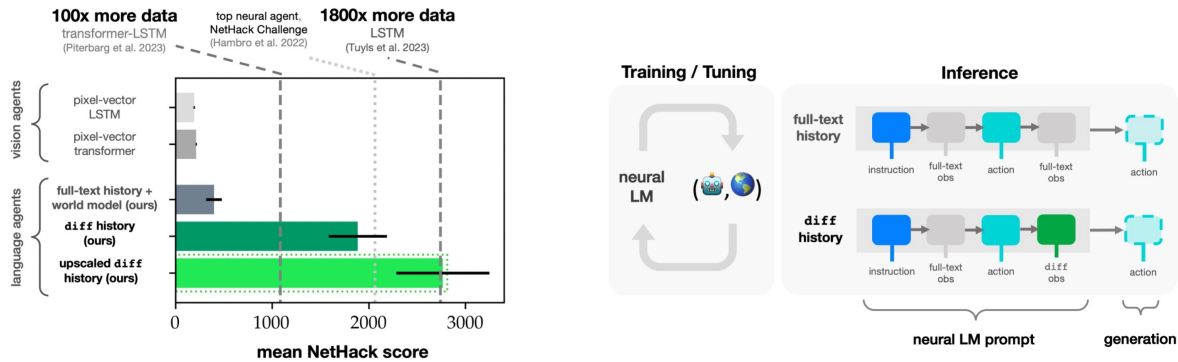 100x more data
transformer-LSTM
(Piterbarg et al. 2023)
top neural agent,
NetHack Challenge
(Hambro et al. 2022)
1800x more data
LSTM
(Tuyls et al. 2023)
vision agents
pixel-vector
LSTM
pixel-vector
transformer
language agents
full-text history +
world model (ours)
diff history
(ours)
upscaled diff
history (ours)
0
1000
2000
3000
mean NetHack score
Training / Tuning
neural
LM
( , )
Inference
full-text
history
instruction
full-text
obs
action
full-text
obs
action
diff
history
instruction
full-text
obs
action
diff
obs
action
neural LM prompt
generation